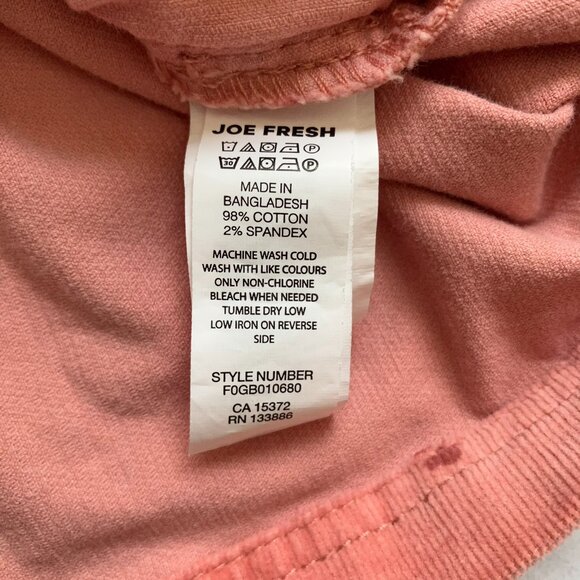 JOE FRESH
30
MADE IN
BANGLADESH
98% COTTON
2% SPANDEX
MACHINE WASH COLD
WASH WITH LIKE COLOURS
ONLY NON-CHLORINE
BLEACH WHEN NEEDED
TUMBLE DRY LOW
LOW IRON ON REVERSE
SIDE
STYLE NUMBER
F0GB010680
CA 15372
RN 133886